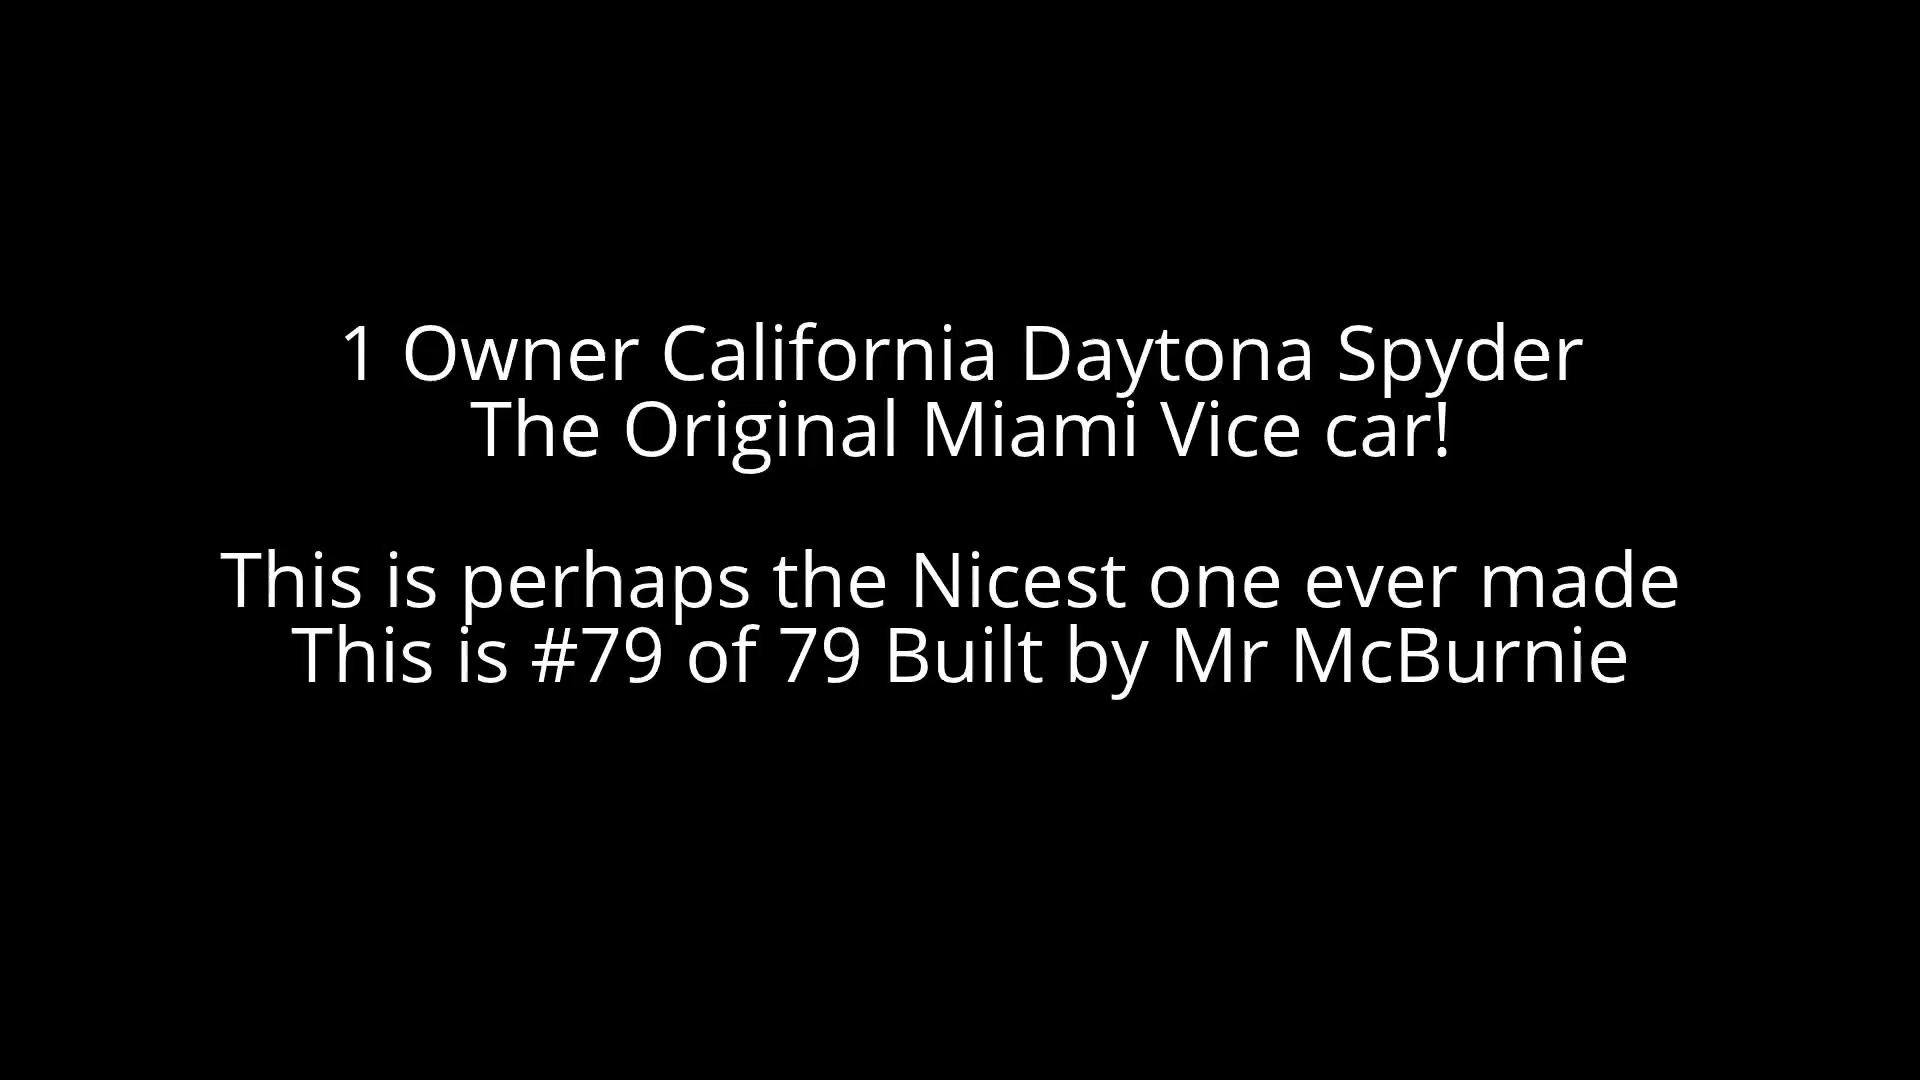 1 Owner California Daytona Spyder
The Original Miami Vice car!
This is perhaps the Nicest one ever made
This is #79 of 79 Built by Mr McBurnie